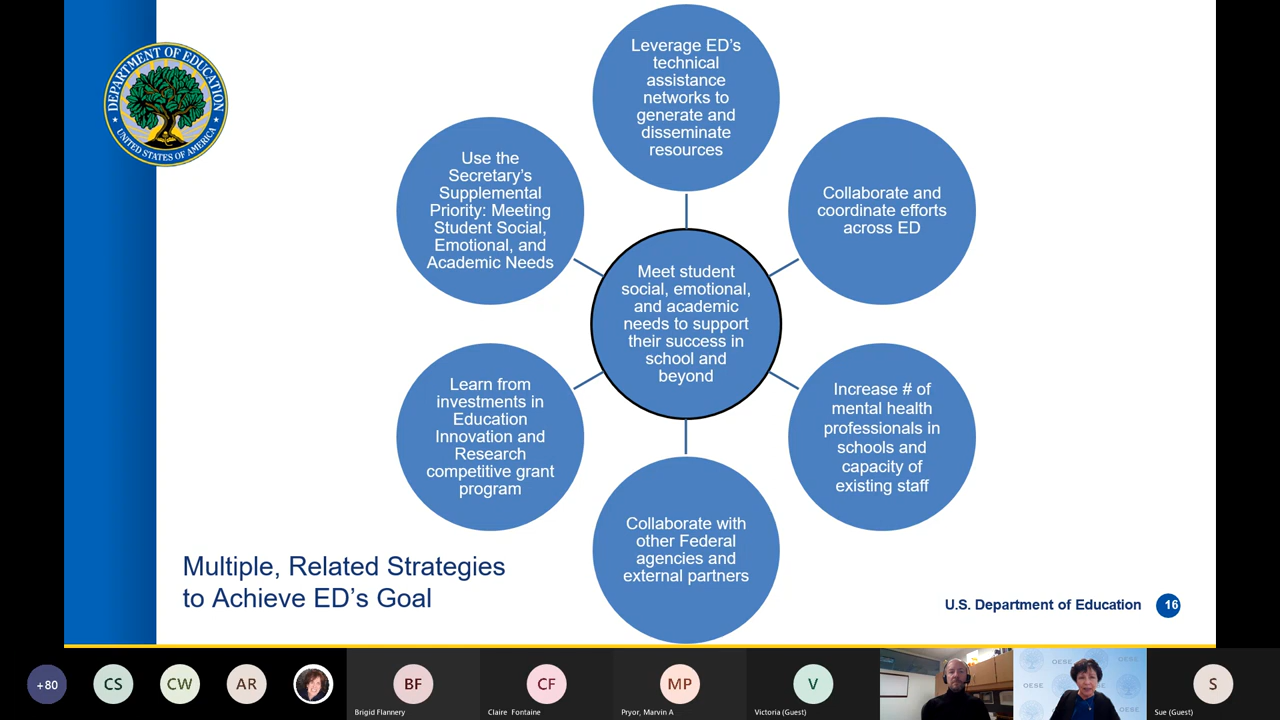 DEPARTMENT OF EDUCATION
UNITED STATES OF AMERICA
Leverage ED’s
technical
assistance
networks to
generate and
disseminate
resources
Use the
Secretary’s
Supplemental
Priority: Meeting
Student Social,
Emotional, and
Academic Needs
Collaborate and
coordinate efforts
across ED
Meet student
social, emotional,
and academic
needs to support
their success in
school and
beyond
Learn from
investments in
Education
Innovation and
Research
competitive grant
program
Increase # of
mental health
professionals in
schools and
capacity of
existing staff
Collaborate with
other Federal
agencies and
external partners
Multiple, Related Strategies
to Achieve ED’s Goal
U.S. Department of Education 16
+80
CS
CW
AR
BF
Brigid Flannery
CF
Claire Fontaine
MP
Pryor, Marvin A
V
Victoria (Guest)
OESE
OESE
OESE
S
Sue (Guest)